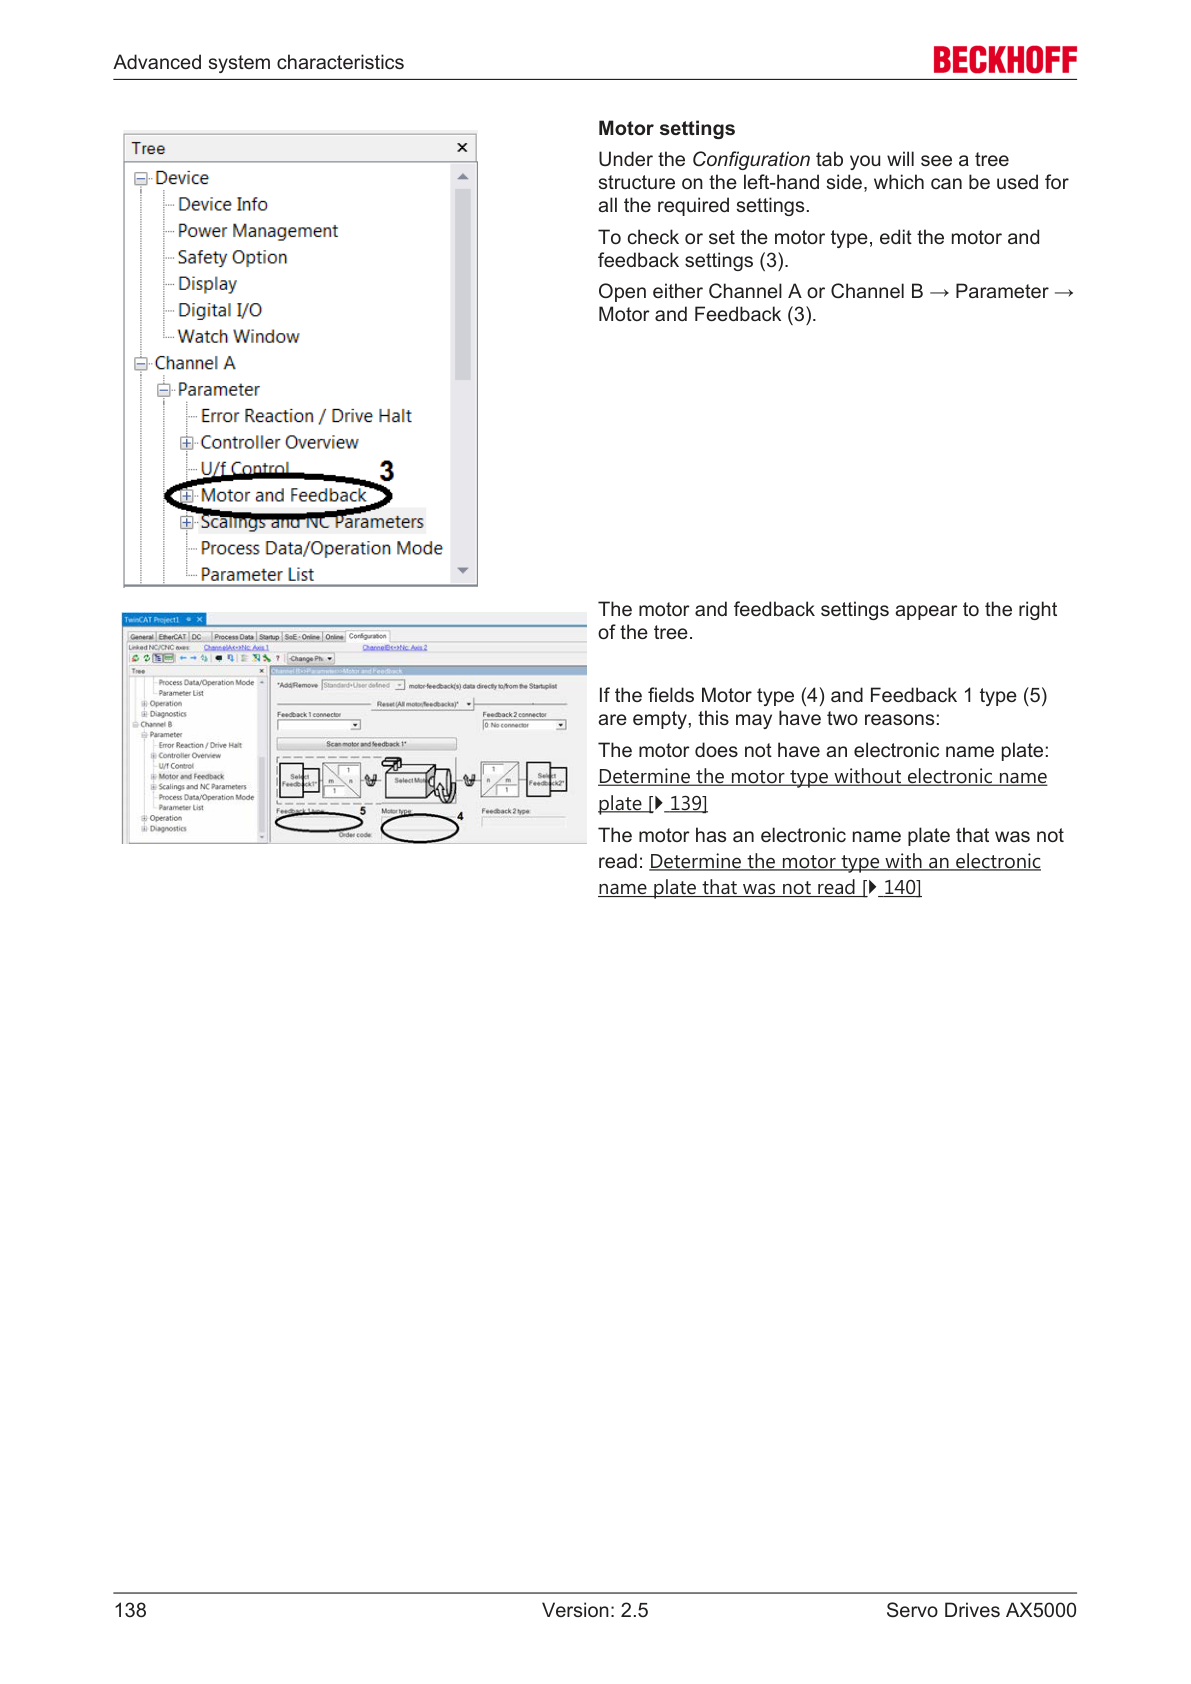 Advanced system characteristics
BECKHOFF
Tree
Device
Device Info
Power Management
Safety Option
Display
Digital I/O
Watch Window
Channel A
Parameter
Error Reaction / Drive Halt
Controller Overview
U/f Control
3
Motor and Feedback
Scalings and NC Parameters
Process Data/Operation Mode
Parameter List
Motor settings
Under the Configuration tab you will see a tree
structure on the left-hand side, which can be used for
all the required settings.
To check or set the motor type, edit the motor and
feedback settings (3).
Open either Channel A or Channel B → Parameter →
Motor and Feedback (3).
TwinCAT Project1
General EtherCAT DC Process Data Startup SoE - Online Online Configuration
Linked NC/CNC axes:
Change Ph
Tree
Channel B>>Parameter>>Motor and Feedback
Process Data/Operation Mode
Parameter List
Operation
Diagnostics
Channel B
Parameter
Error Reaction / Drive Halt
Controller Overview
U/f Control
Motor and Feedback
Scalings and NC Parameters
Process Data/Operation Mode
Parameter List
Operation
Diagnostics
*Add/Remove Standard+User defined motor-feedback(s) data directly to/from the Startuplist
Reset (All motor/feedbacks)*
Feedback 1 connector
Feedback 2 connector
0: No connector
Scan motor and feedback 1*
Select Feedback1*
1
m n
1
Select Mot
1
n m
1
Select Feedback2*
Feedback 1 type: 5
Motor type: 4
Feedback 2 type:
Order code:
The motor and feedback settings appear to the right
of the tree.
If the fields Motor type (4) and Feedback 1 type (5)
are empty, this may have two reasons:
The motor does not have an electronic name plate:
Determine the motor type without electronic name
plate [▶ 139]
The motor has an electronic name plate that was not
read: Determine the motor type with an electronic
name plate that was not read [▶ 140]
138
Version: 2.5
Servo Drives AX5000